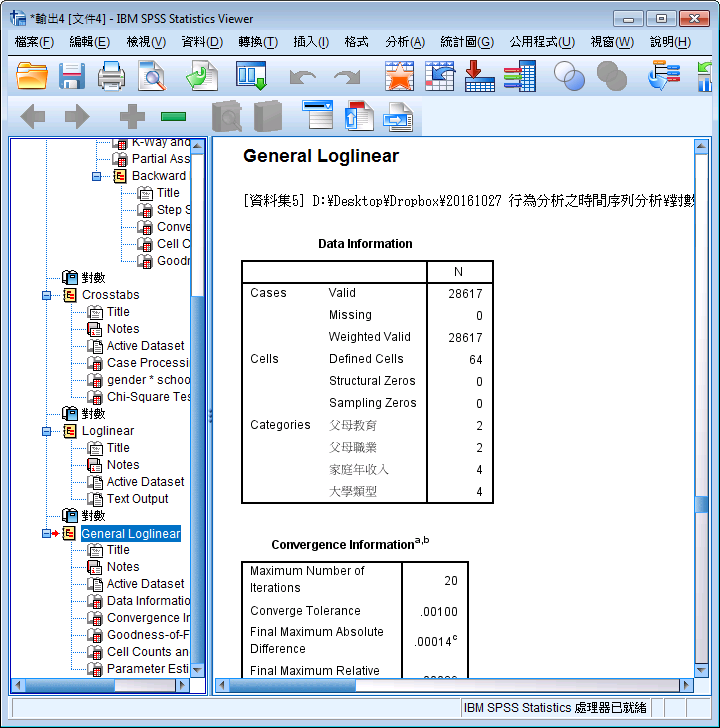 *輸出4 [文件4] - IBM SPSS Statistics Viewer
檔案(F) 編輯(E) 檢視(V) 資料(D) 轉換(T) 插入(I) 格式 分析(A) 統計圖(G) 公用程式(U) 視窗(W) 說明(H)
K-Way and
Partial Ass
Backward
Title
Step S
Conve
Cell C
Goodn
對數
Crosstabs
Title
Notes
Active Dataset
Case Processi
gender * schoo
Chi-Square Tes
對數
Loglinear
Title
Notes
Active Dataset
Text Output
對數
General Loglinear
Title
Notes
Active Dataset
Data Informatio
Convergence In
Goodness-of-F
Cell Counts an
Parameter Esti
General Loglinear
[資料集5] D:\Desktop\Dropbox\20161027 行為分析之時間序列分析\對數
Data Information
N
Cases Valid 28617
Missing 0
Weighted Valid 28617
Cells Defined Cells 64
Structural Zeros 0
Sampling Zeros 0
Categories 父母教育 2
父母職業 2
家庭年收入 4
大學類型 4
Convergence Informationa,b
Maximum Number of
Iterations 20
Converge Tolerance .00100
Final Maximum Absolute
Difference .00014c
Final Maximum Relative
IBM SPSS Statistics 處理器已就緒